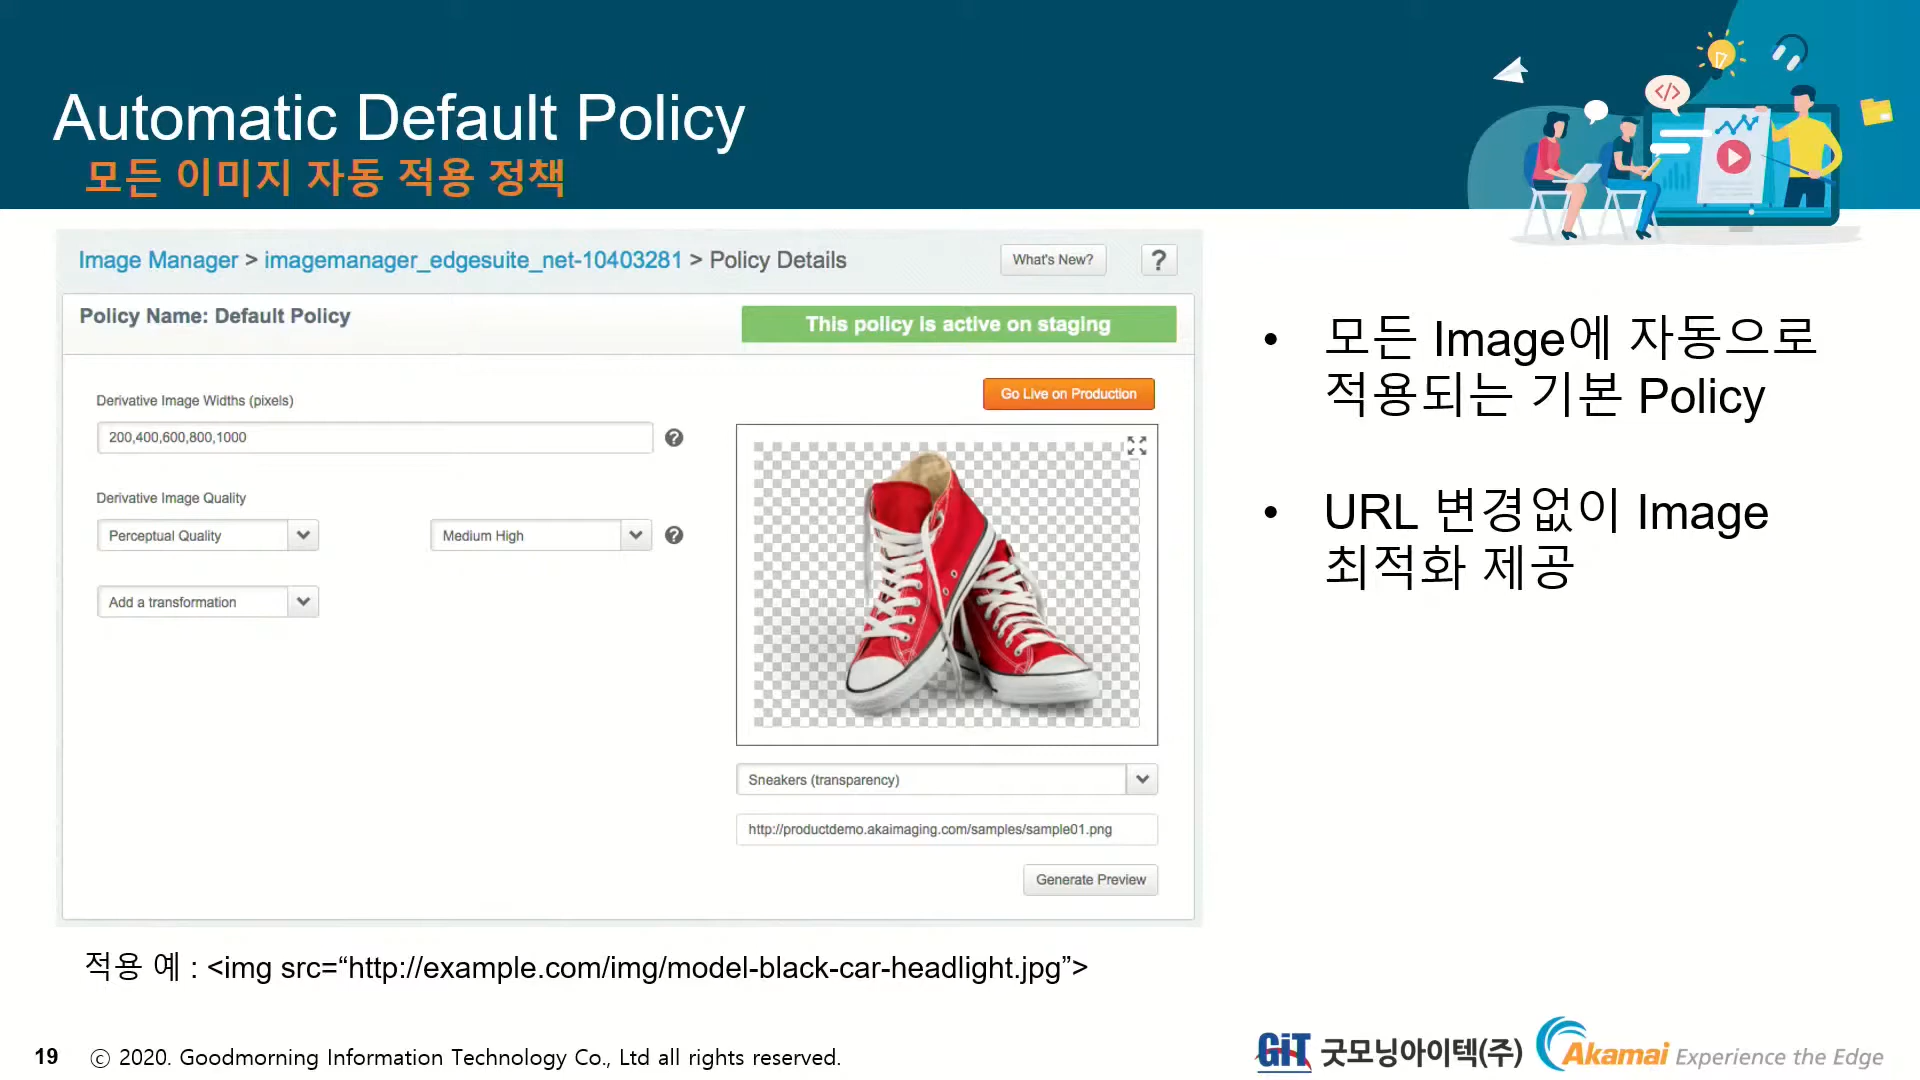 Automatic Default Policy
모든 이미지 자동 적용 정책
Image Manager > imagemanager_edgesuite_net-10403281 > Policy Details
What's New?
?
Policy Name: Default Policy
This policy is active on staging
Go Live on Production
Derivative Image Widths (pixels)
200,400,600,800,1000
?
Derivative Image Quality
Perceptual Quality
Medium High
?
Add a transformation
Sneakers (transparency)
http://productdemo.akaimaging.com/samples/sample01.png
Generate Preview
• 모든 Image에 자동으로
적용되는 기본 Policy
• URL 변경없이 Image
최적화 제공
적용 예 : <img src=“http://example.com/img/model-black-car-headlight.jpg”>
19 ⓒ 2020. Goodmorning Information Technology Co., Ltd all rights reserved.
GiT 굿모닝아이텍(주)
Akamai Experience the Edge